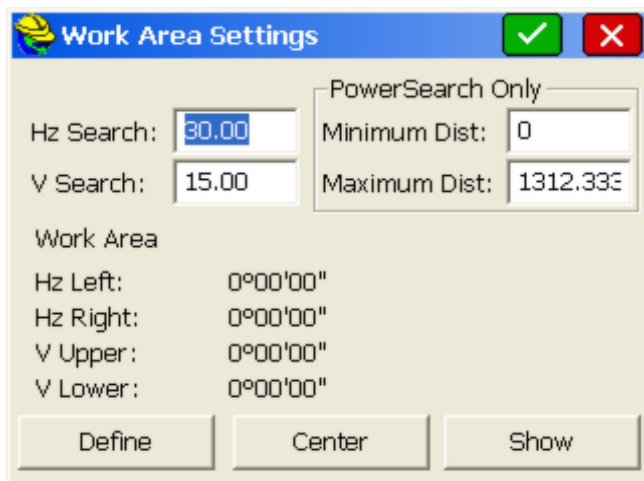 Work Area Settings
PowerSearch Only
Hz Search: 30.00
Minimum Dist: 0
V Search: 15.00
Maximum Dist: 1312.333
Work Area
Hz Left: 0°00'00"
Hz Right: 0°00'00"
V Upper: 0°00'00"
V Lower: 0°00'00"
Define
Center
Show